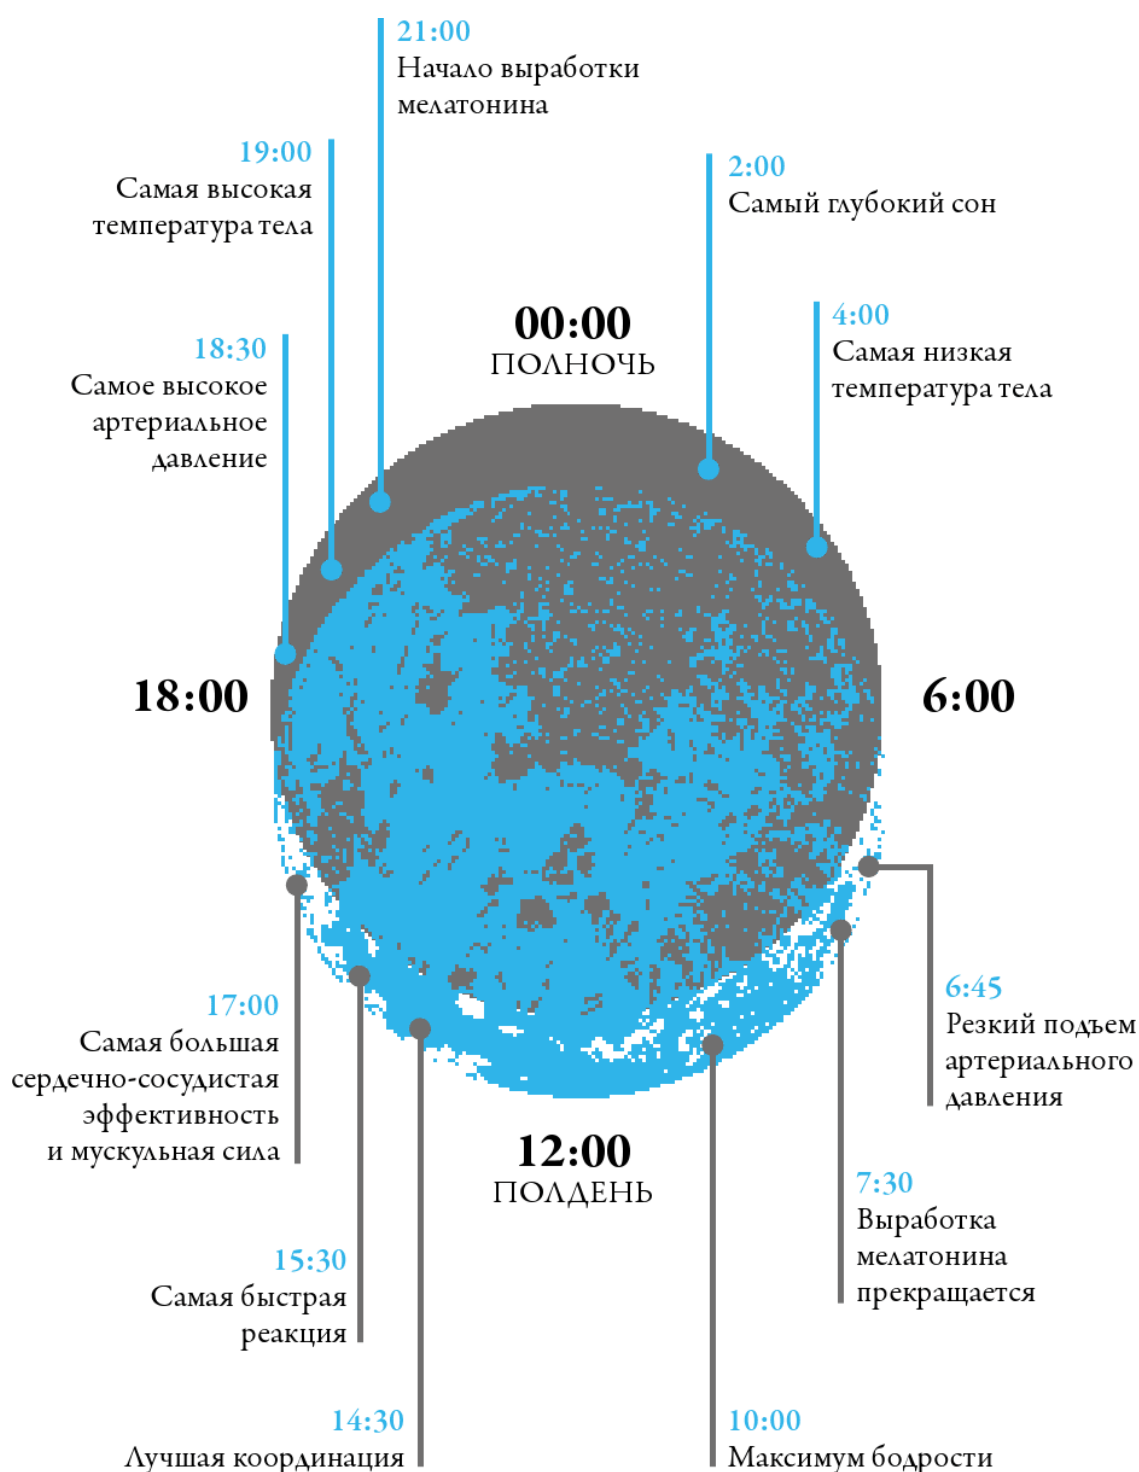 21:00
Начало выработки
мелатонина
19:00
Самая высокая
температура тела
2:00
Самый глубокий сон
00:00
ПОЛНОЧЬ
4:00
Самая низкая
температура тела
18:30
Самое высокое
артериальное
давление
18:00
6:00
6:45
Резкий подъем
артериального
давления
17:00
Самая большая
сердечно-сосудистая
эффективность
и мускульная сила
12:00
ПОЛДЕНЬ
7:30
Выработка
мелатонина
прекращается
15:30
Самая быстрая
реакция
14:30
Лучшая координация
10:00
Максимум бодрости